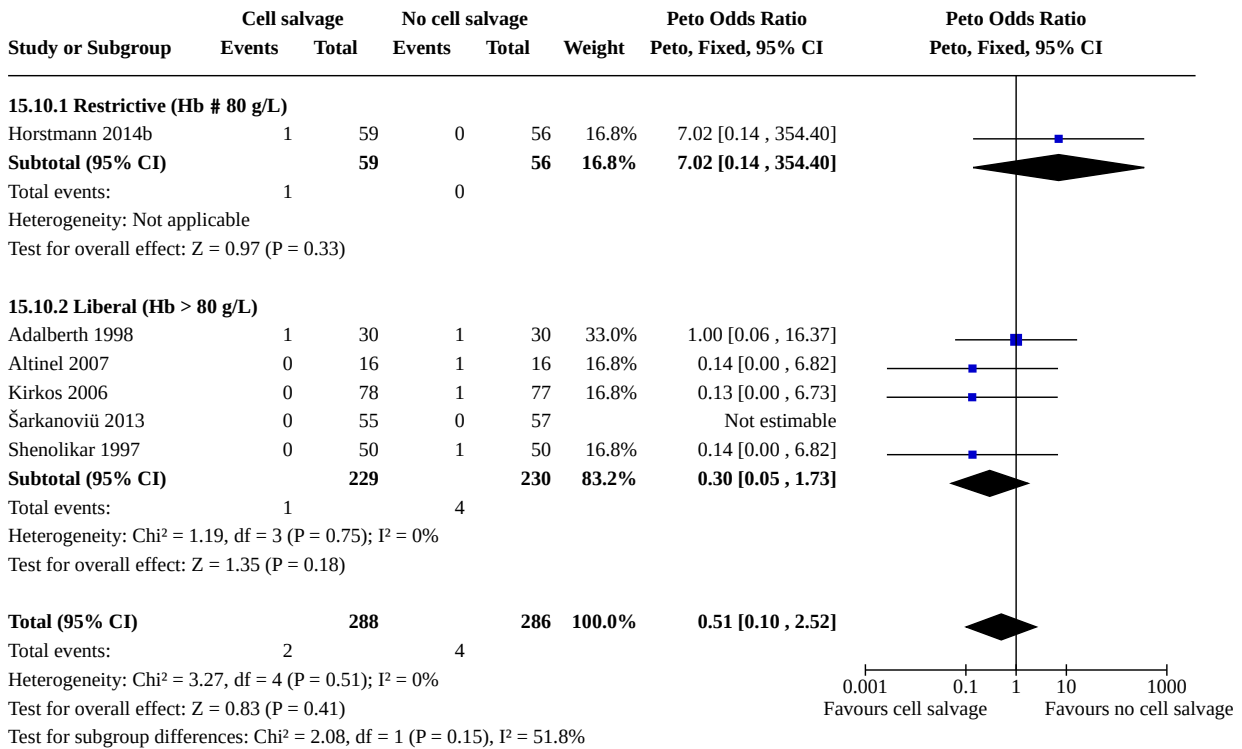 Cell salvage No cell salvage Peto Odds Ratio Peto Odds Ratio
Study or Subgroup Events Total Events Total Weight Peto, Fixed, 95% CI Peto, Fixed, 95% CI
15.10.1 Restrictive (Hb # 80 g/L)
Horstmann 2014b 1 59 0 56 16.8% 7.02 [0.14 , 354.40]
Subtotal (95% CI) 59 56 16.8% 7.02 [0.14 , 354.40]
Total events: 1 0
Heterogeneity: Not applicable
Test for overall effect: Z = 0.97 (P = 0.33)
15.10.2 Liberal (Hb > 80 g/L)
Adalberth 1998 1 30 1 30 33.0% 1.00 [0.06 , 16.37]
Altinel 2007 0 16 1 16 16.8% 0.14 [0.00 , 6.82]
Kirkos 2006 0 78 1 77 16.8% 0.13 [0.00 , 6.73]
Šarkanoviü 2013 0 55 0 57 Not estimable
Shenolikar 1997 0 50 1 50 16.8% 0.14 [0.00 , 6.82]
Subtotal (95% CI) 229 230 83.2% 0.30 [0.05 , 1.73]
Total events: 1 4
Heterogeneity: Chi² = 1.19, df = 3 (P = 0.75); I² = 0%
Test for overall effect: Z = 1.35 (P = 0.18)
Total (95% CI) 288 286 100.0% 0.51 [0.10 , 2.52]
Total events: 2 4
Heterogeneity: Chi² = 3.27, df = 4 (P = 0.51); I² = 0%
0.001 0.1 1 10 1000
Test for overall effect: Z = 0.83 (P = 0.41)
Favours cell salvage Favours no cell salvage
Test for subgroup differences: Chi² = 2.08, df = 1 (P = 0.15), I² = 51.8%